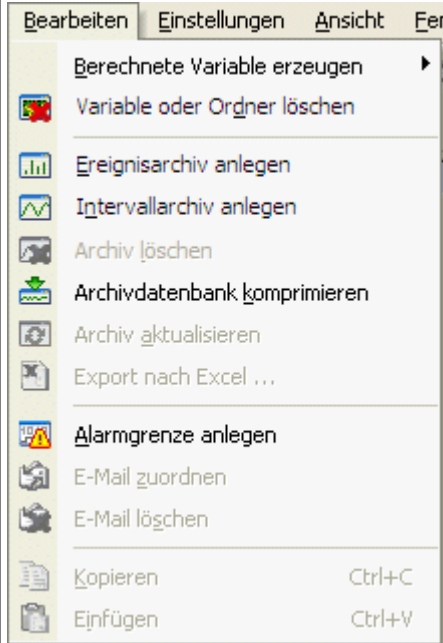 Bearbeiten Einstellungen Ansicht
Berechnete Variable erzeugen
Variable oder Ordner löschen
Ereignisarchiv anlegen
Intervallarchiv anlegen
Archiv löschen
Archivdatenbank komprimieren
Archiv aktualisieren
Export nach Excel ...
Alarmgrenze anlegen
E-Mail zuordnen
E-Mail löschen
Kopieren Ctrl+C
Einfügen Ctrl+V